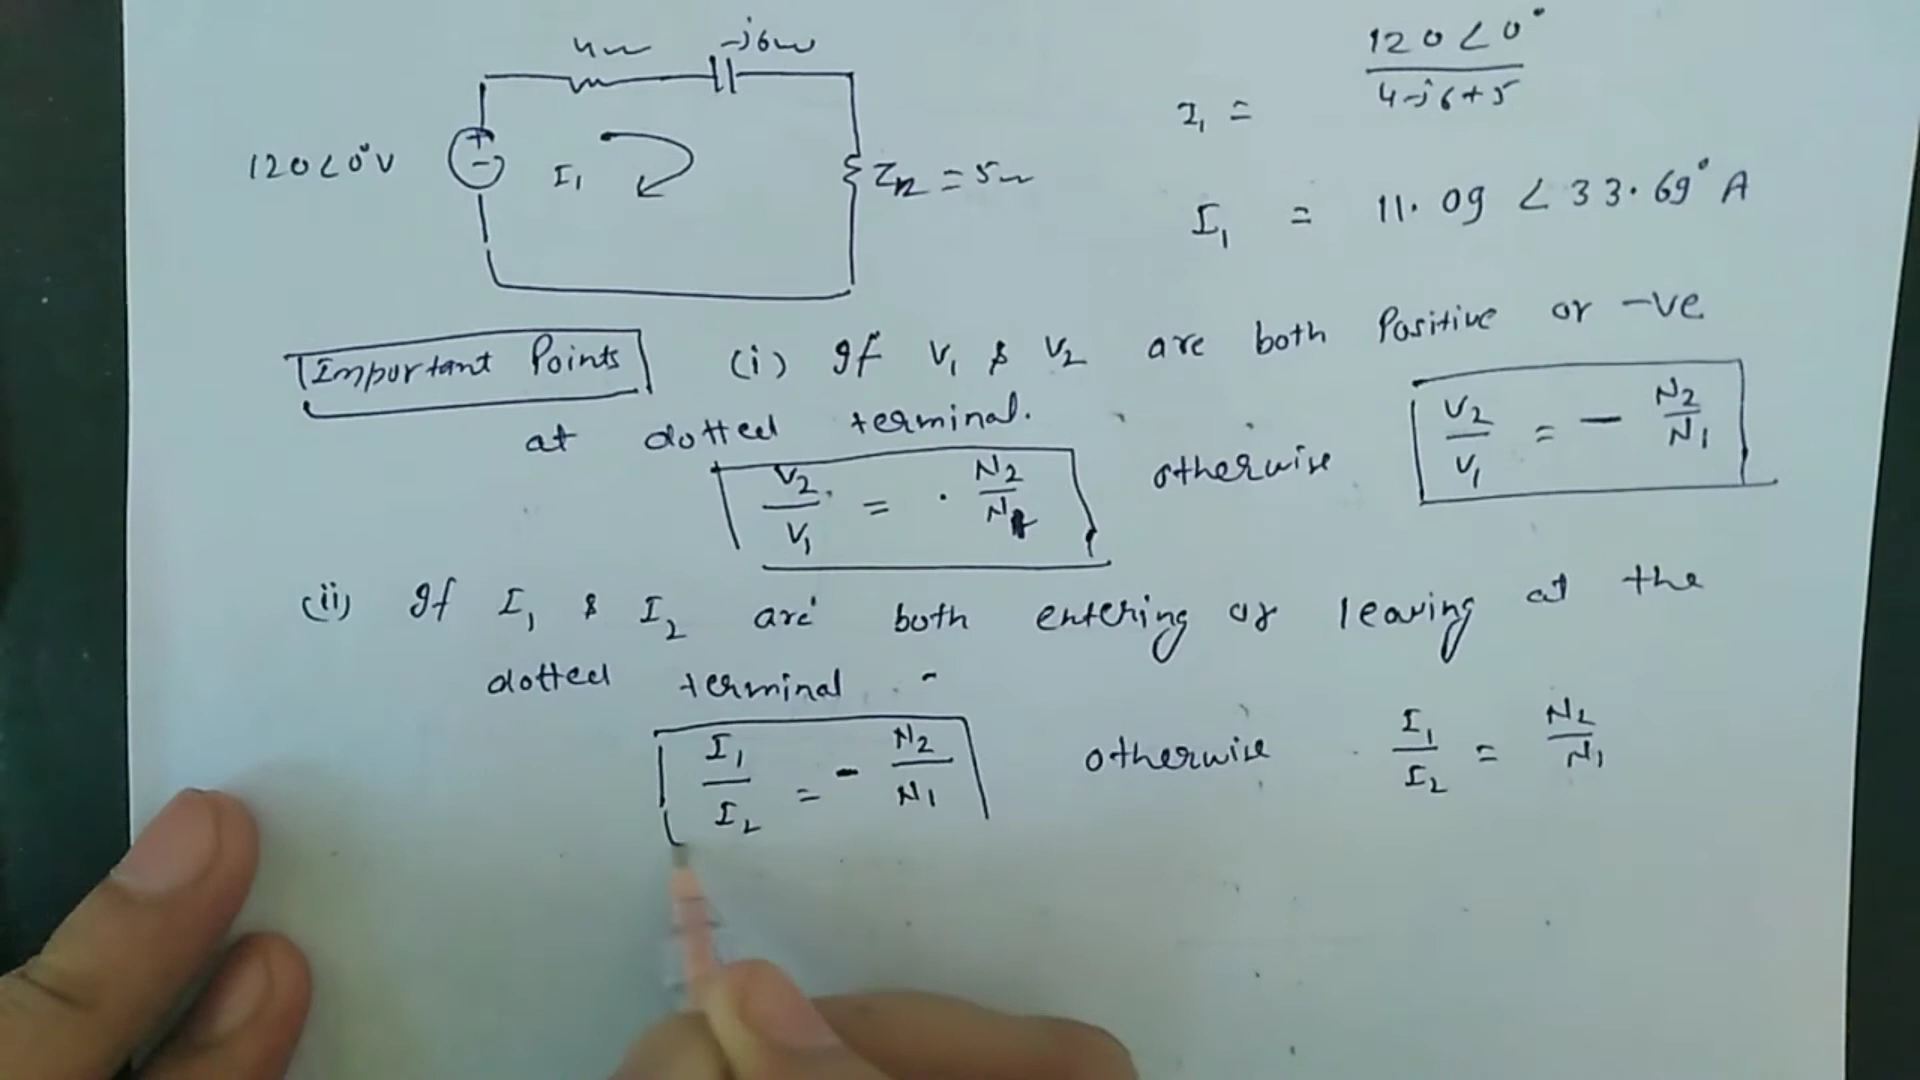 4Ω -j6Ω
120∠0°V
I₁
Z_R = 5Ω
I₁ = 120∠0° / 4-j6+5
I₁ = 11.09 ∠33.69° A
Important Points (i) If V₁ & V₂ are both Positive or -ve
at dotted terminal.
V₂/V₁ = N₂/N₁ otherwise V₂/V₁ = - N₂/N₁
(ii) If I₁ & I₂ are both entering or leaving at the
dotted terminal -
I₁/I₂ = - N₂/N₁ otherwise I₁/I₂ = N₂/N₁